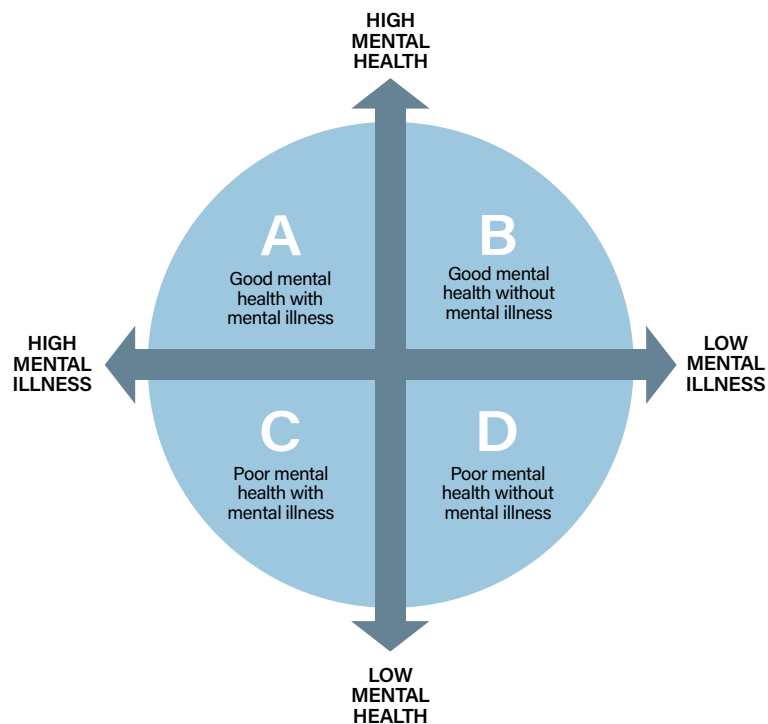 HIGH
MENTAL
HEALTH
A
Good mental
health with
mental illness
B
Good mental
health without
mental illness
HIGH
MENTAL
ILLNESS
LOW
MENTAL
ILLNESS
C
Poor mental
health with
mental illness
D
Poor mental
health without
mental illness
LOW
MENTAL
HEALTH